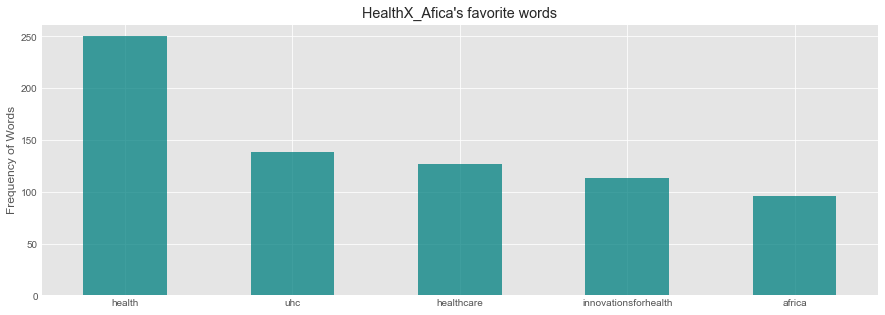 HealthX_Afica's favorite words
Frequency of Words
250
200
150
100
50
0
health uhc healthcare innovationsforhealth africa